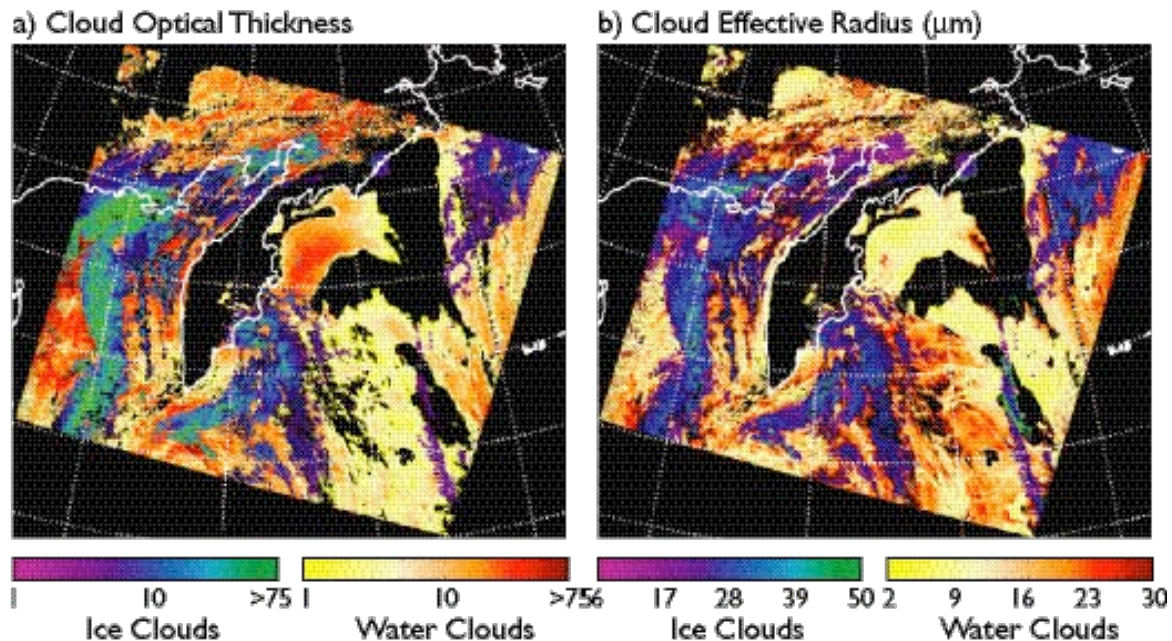 a) Cloud Optical Thickness
b) Cloud Effective Radius (µm)
1 10 >75
1 10 >75
6 17 28 39 50
2 9 16 23 30
Ice Clouds
Water Clouds
Ice Clouds
Water Clouds